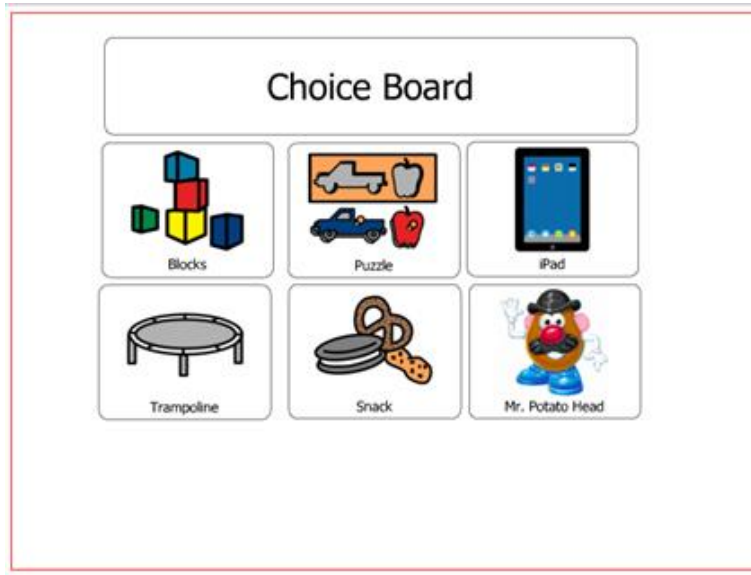 Choice Board
Blocks
Puzzle
iPad
Trampoline
Snack
Mr. Potato Head